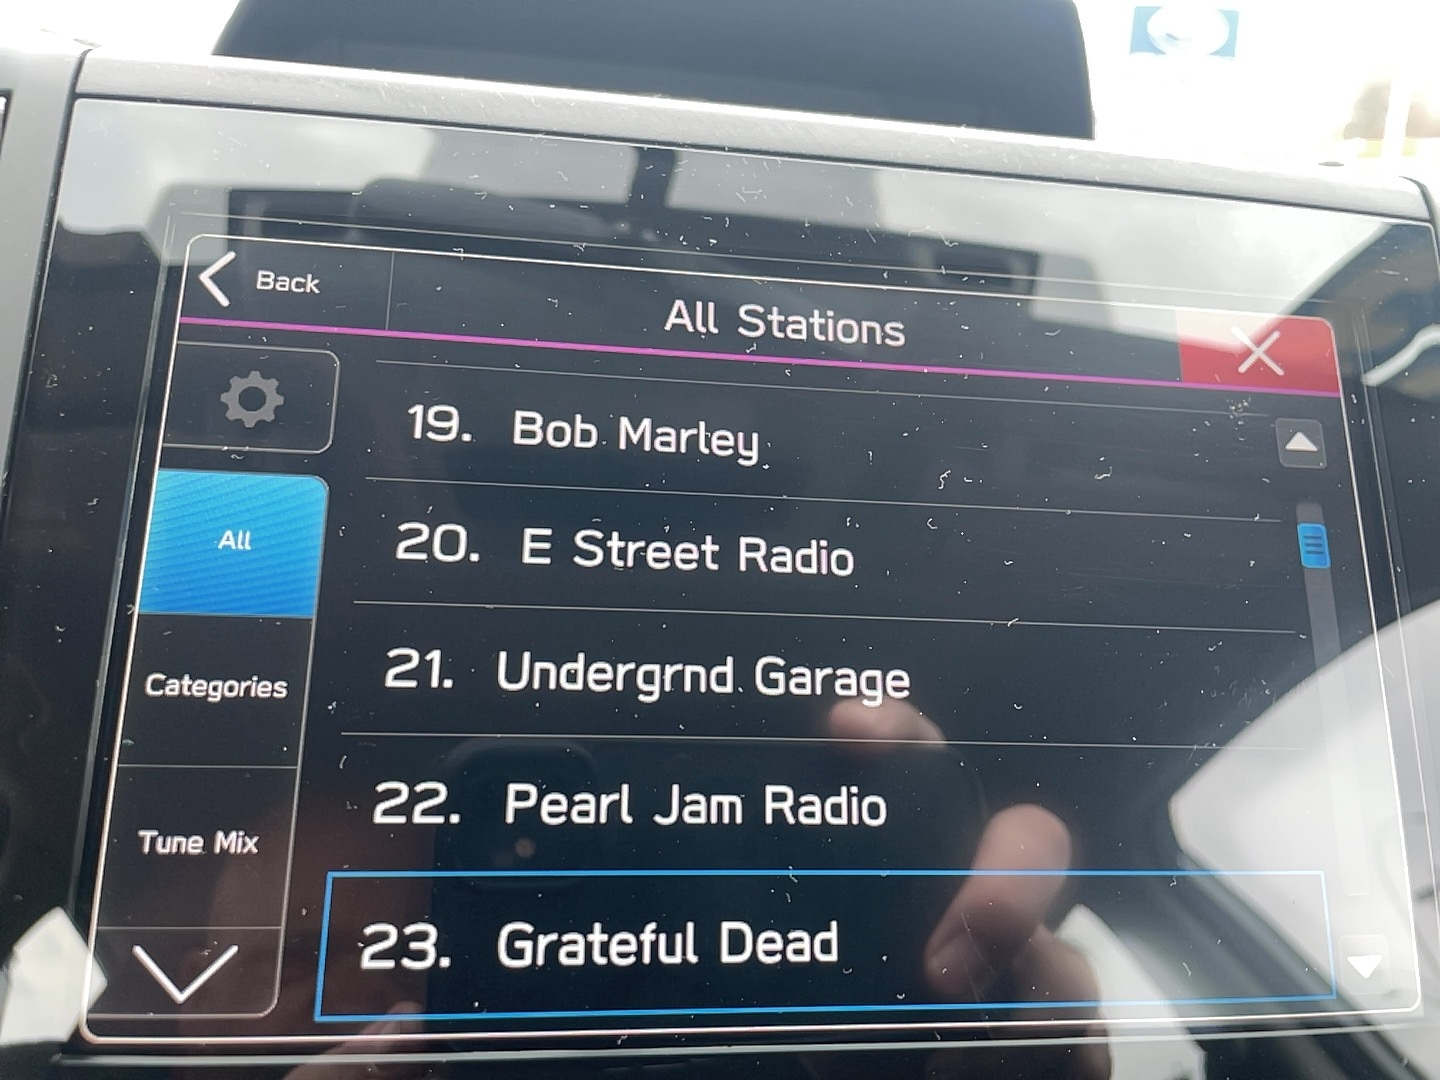 Back
All Stations
19. Bob Marley
All
20. E Street Radio
Categories
21. Undergrnd Garage
Tune Mix
22. Pearl Jam Radio
23. Grateful Dead